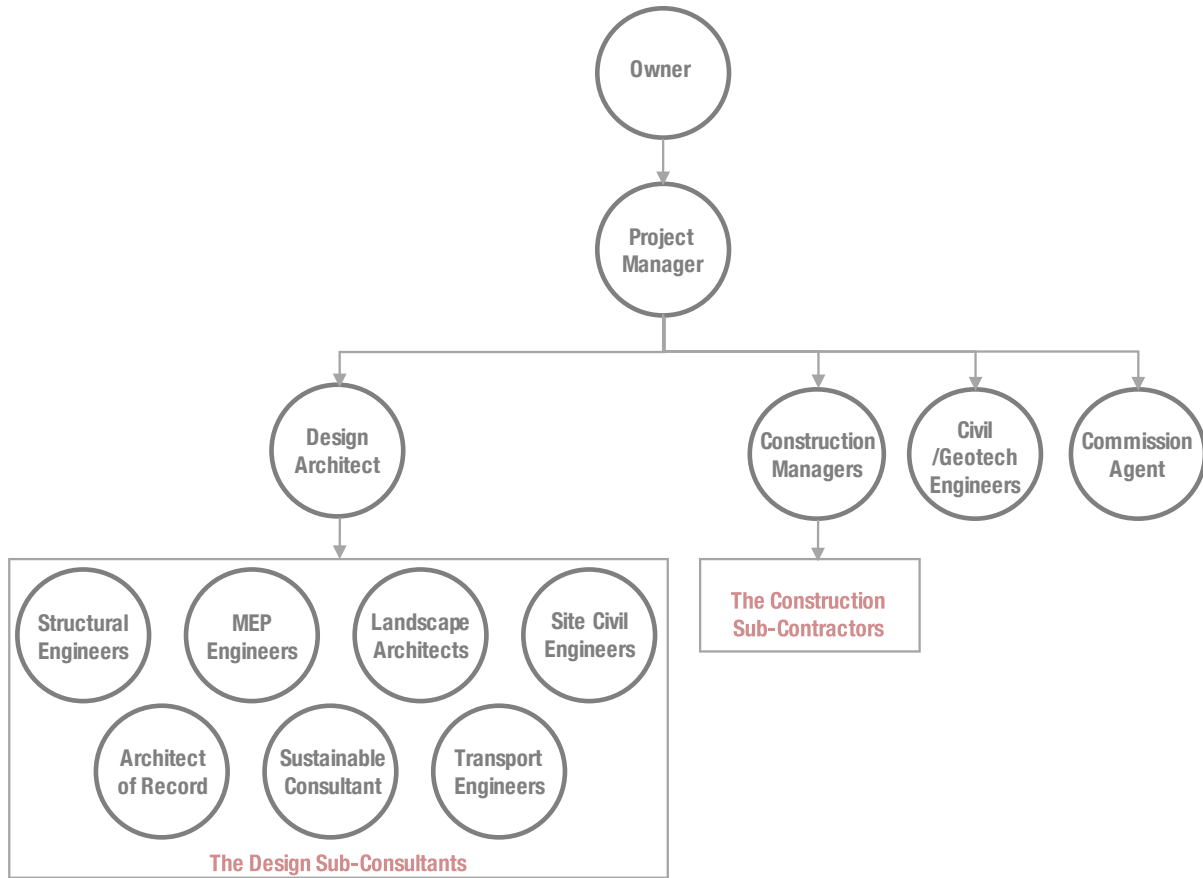 Owner
Project
Manager
Design
Architect
Construction
Managers
Civil
/Geotech
Engineers
Commission
Agent
Structural
Engineers
MEP
Engineers
Landscape
Architects
Site Civil
Engineers
The Construction
Sub-Contractors
Architect
of Record
Sustainable
Consultant
Transport
Engineers
The Design Sub-Consultants